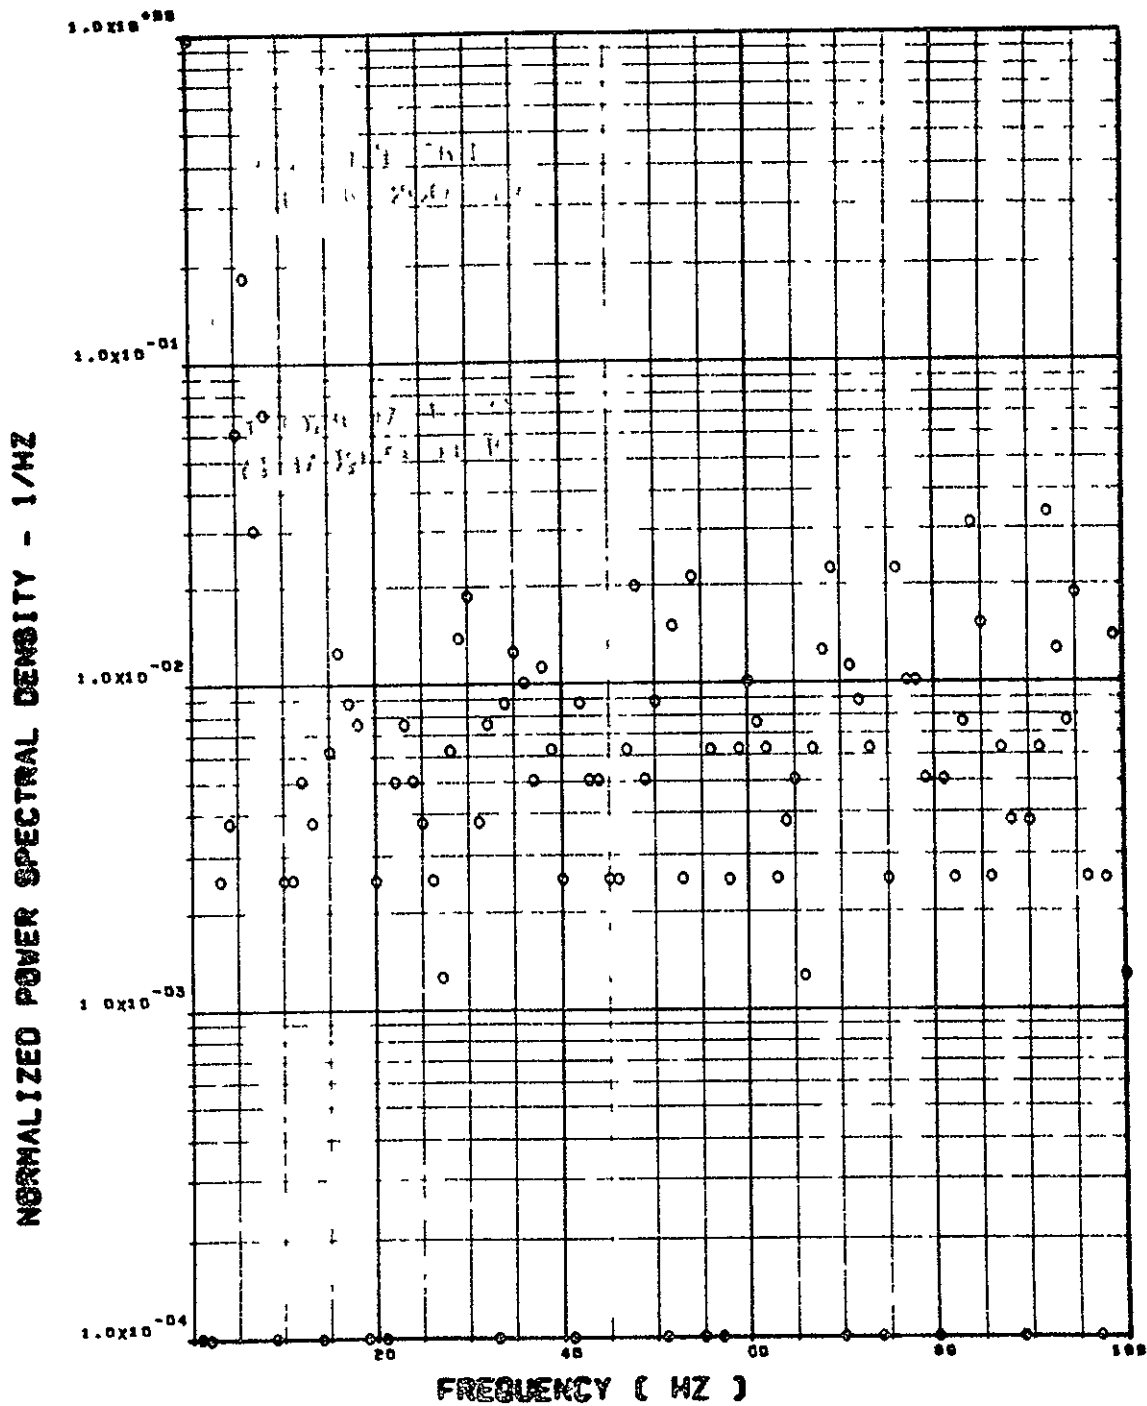 1.0X10+00
1.0X10-01
1.0X10-02
1 0X10-03
1.0X10-04
NORMALIZED POWER SPECTRAL DENSITY - 1/HZ
20
40
60
80
100
FREQUENCY ( HZ )